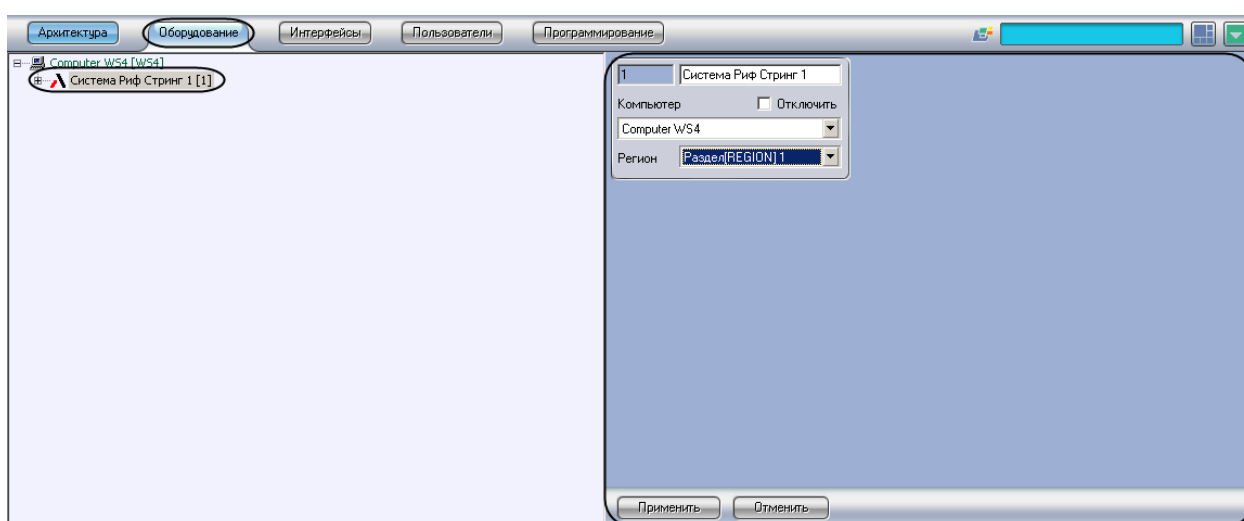 Архитектура Оборудование Интерфейсы Пользователи Программирование
Computer WS4 [WS4]
Система Риф Стринг 1 [1]
1 Система Риф Стринг 1
Компьютер Отключить
Computer WS4
Регион Раздел[REGION] 1
Применить Отменить